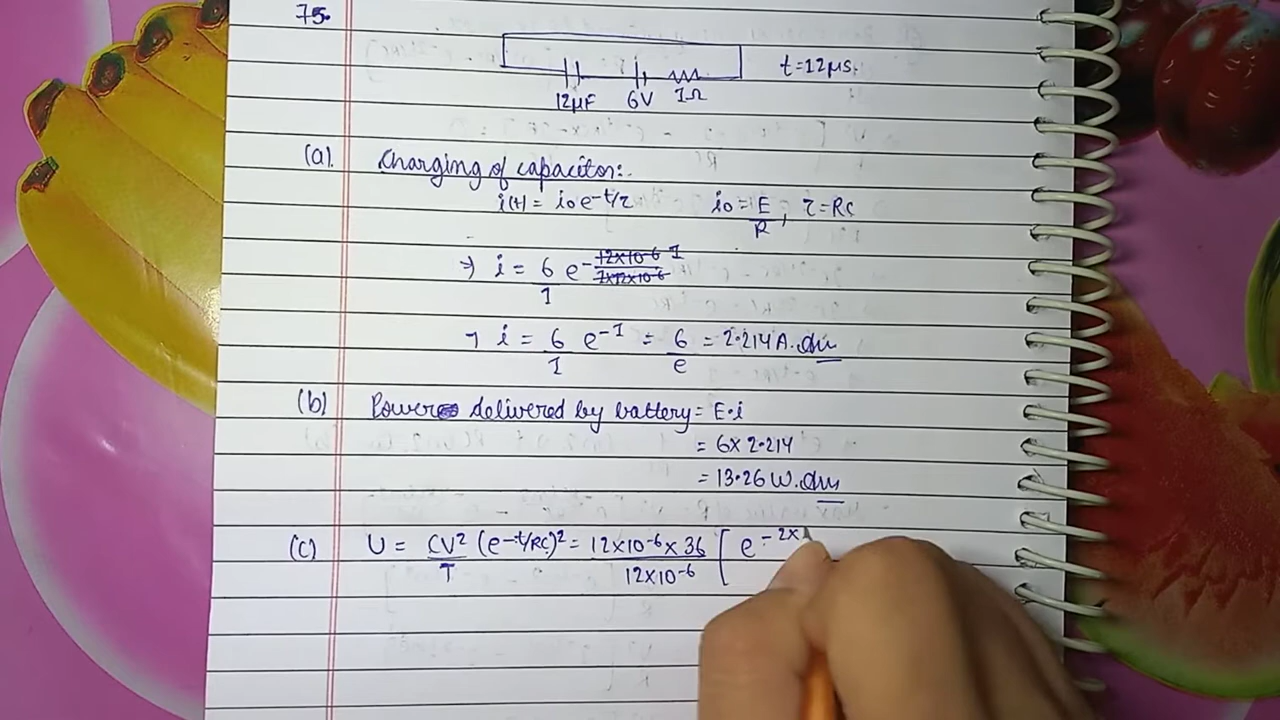 75.
t=12μs.
12μF 6V 1Ω
(a). Charging of capacitor:-
i(t) = i₀e^-t/τ i₀ = E/R, τ = RC
⇒ i = 6/1 e^-12×10^-6/1×12×10^-6 1
⇒ i = 6/1 e^-1 = 6/e = 2.214A. Ans
(b) Power delivered by battery = E·i
= 6×2.214
= 13.26 W. Ans
(c) U = CV²/T (e^-t/RC)² = 12×10^-6×36/12×10^-6 [e^-2×